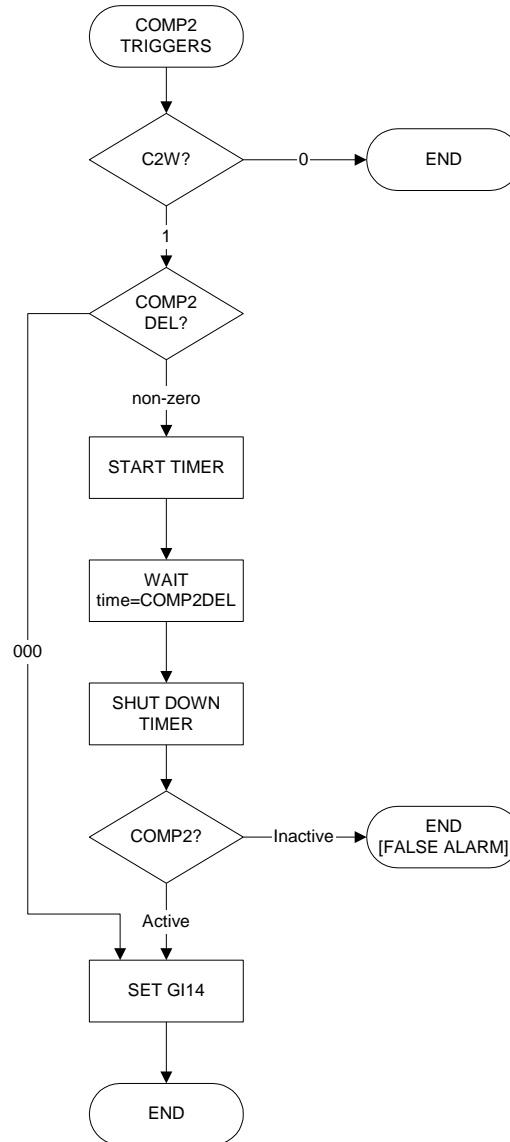 COMP2
TRIGGERS
C2W?
0
END
1
COMP2
DEL?
non-zero
START TIMER
WAIT
time=COMP2DEL
000
SHUT DOWN
TIMER
COMP2?
Inactive
END
[FALSE ALARM]
Active
SET GI14
END